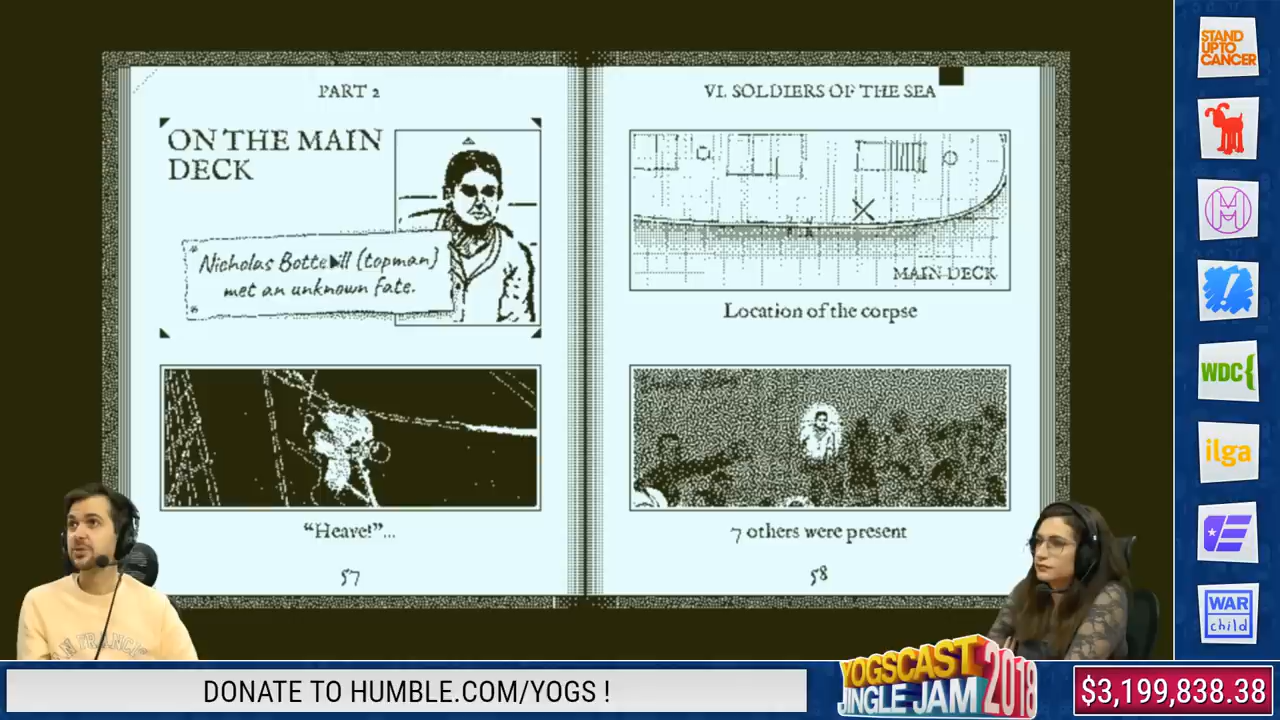 PART 2
ON THE MAIN
DECK
Nicholas Botterill (topman)
met an unknown fate.
"Heave!"...
57
VI. SOLDIERS OF THE SEA
MAIN DECK
Location of the corpse
7 others were present
58
STAND
UP TO
CANCER
WDC
ilga
WAR
child
DONATE TO HUMBLE.COM/YOGS !
YOGSCAST
JINGLE JAM 2018
$3,199,838.38